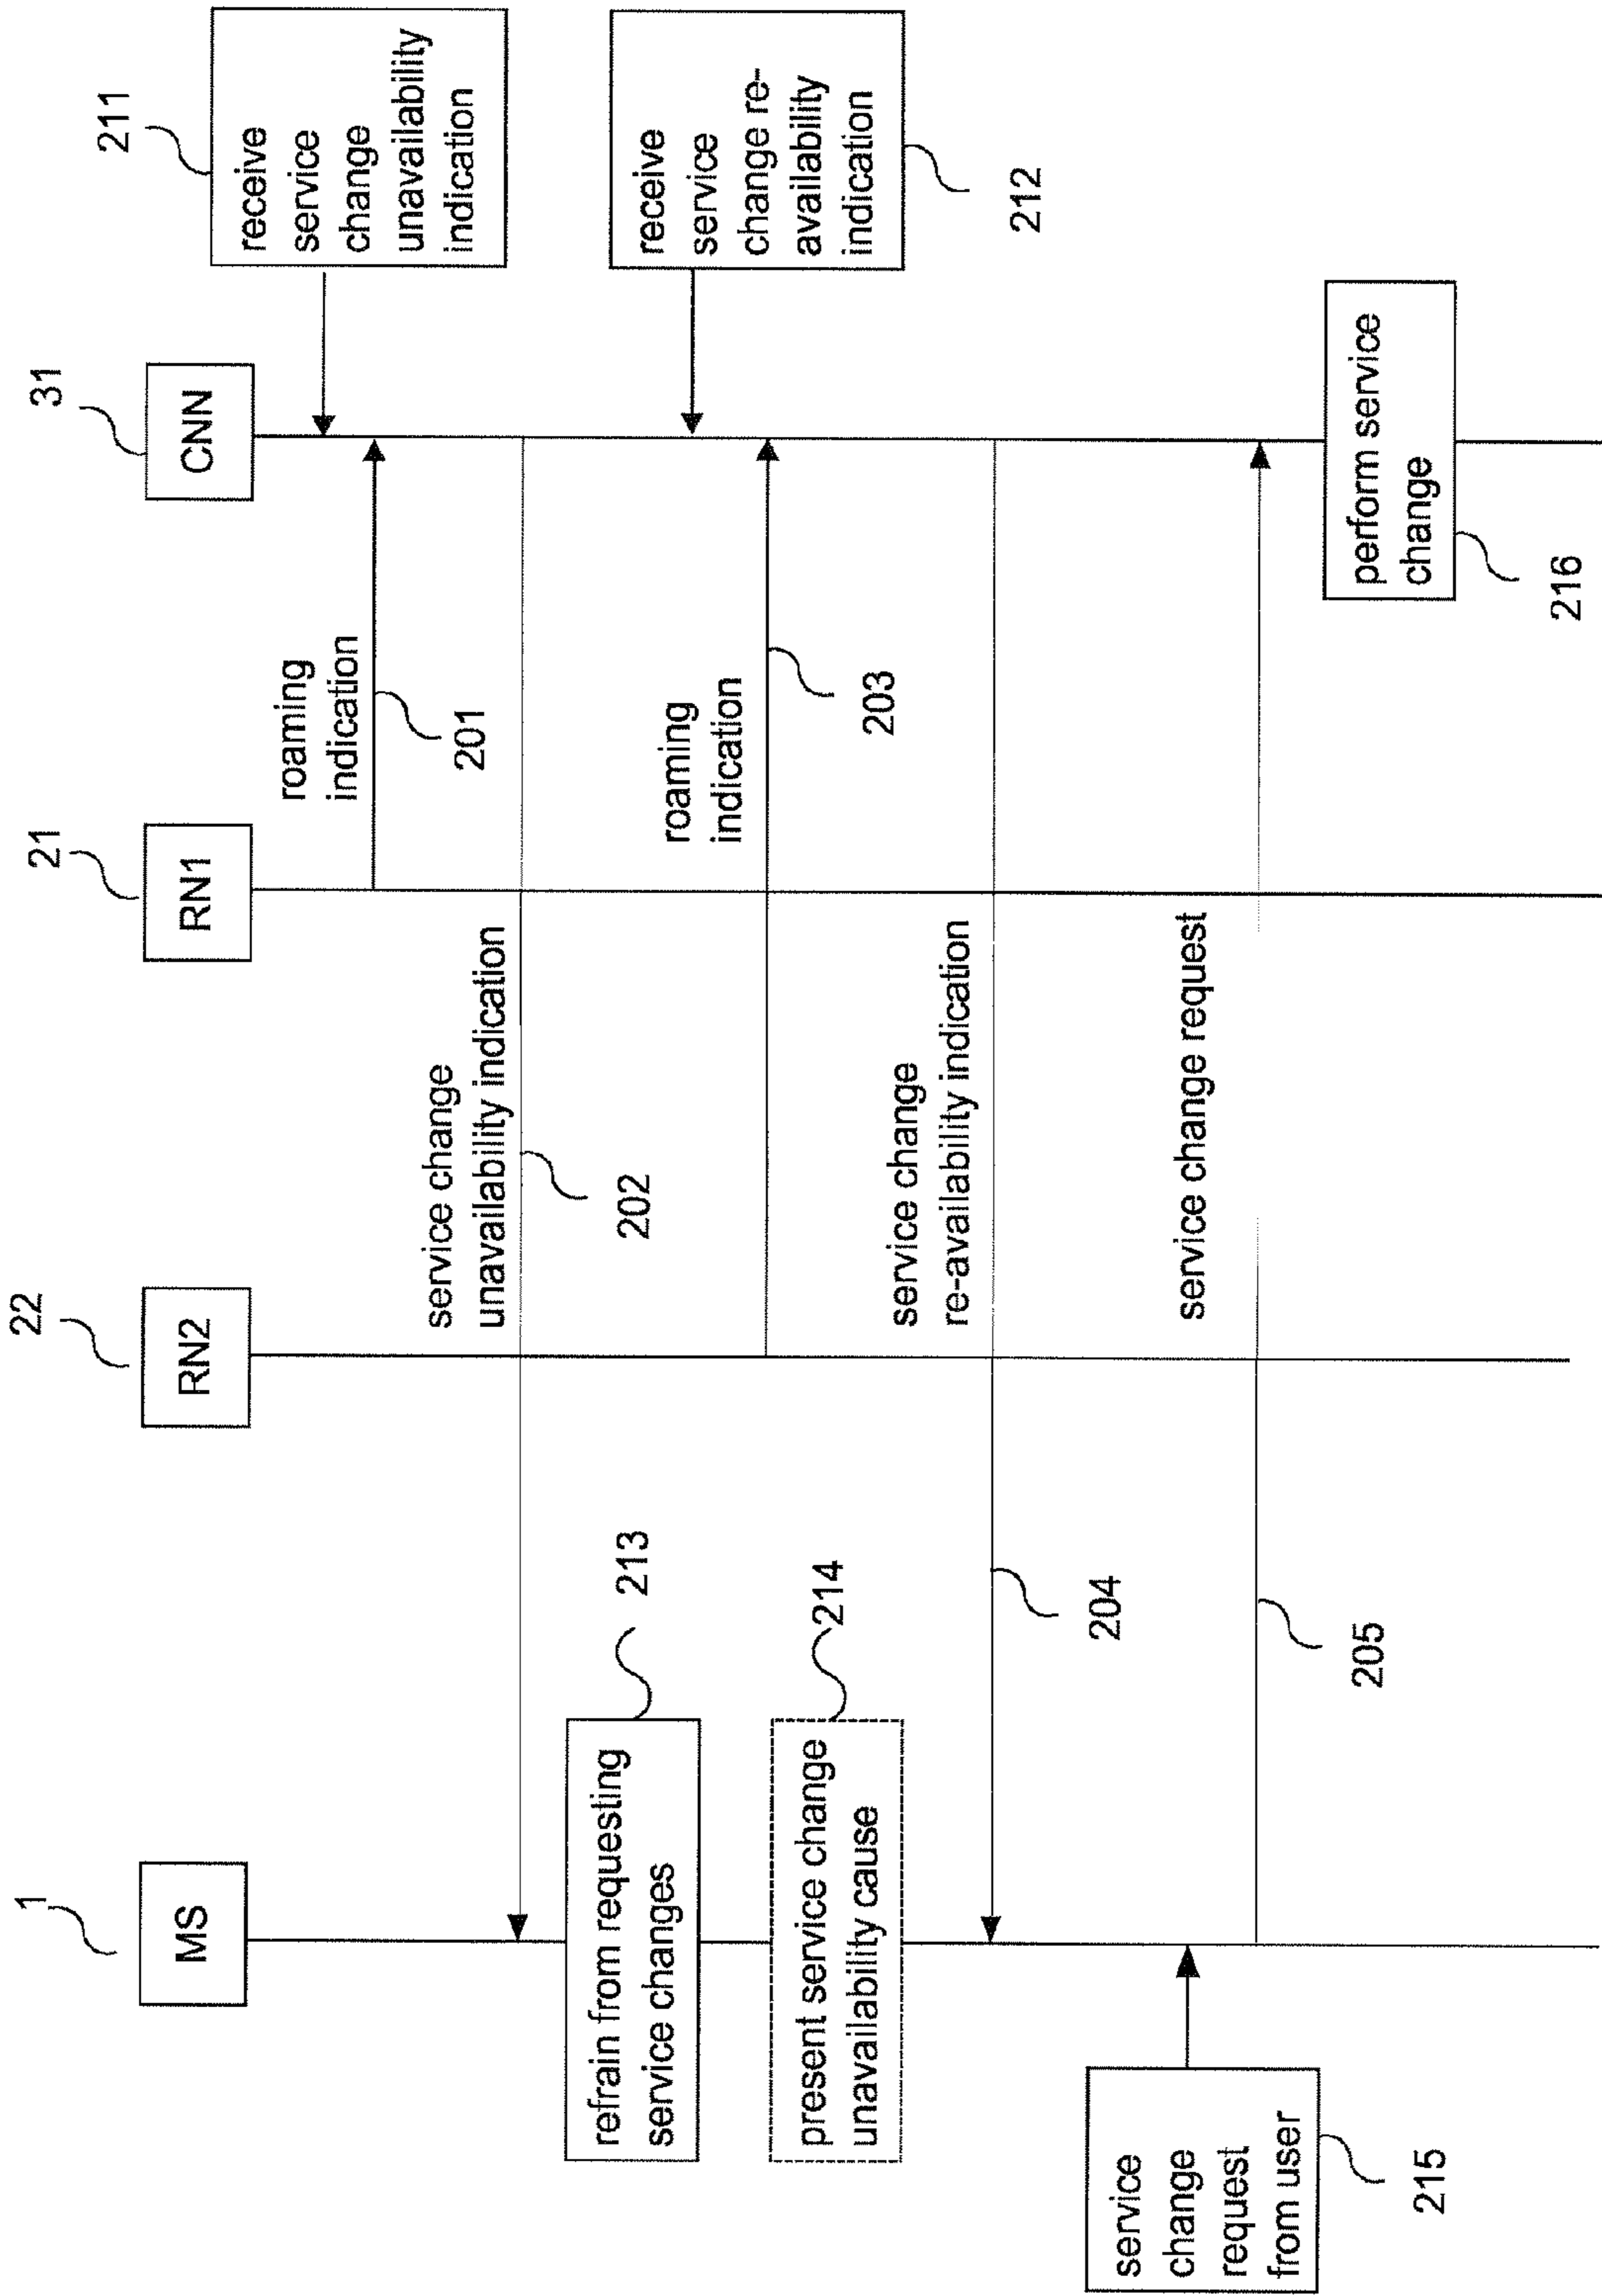 1
MS
22
RN2
21
RN1
31
CNN
211
receive
service
change
unavailability
indication
roaming
indication
201
service change
unavailability indication
202
213
refrain from requesting
service changes
212
receive
service
change re-
availability
indication
roaming
indication
203
214
present service change
unavailability cause
service change
re-availability indication
204
215
service
change
request
from user
service change request
205
perform service
change
216